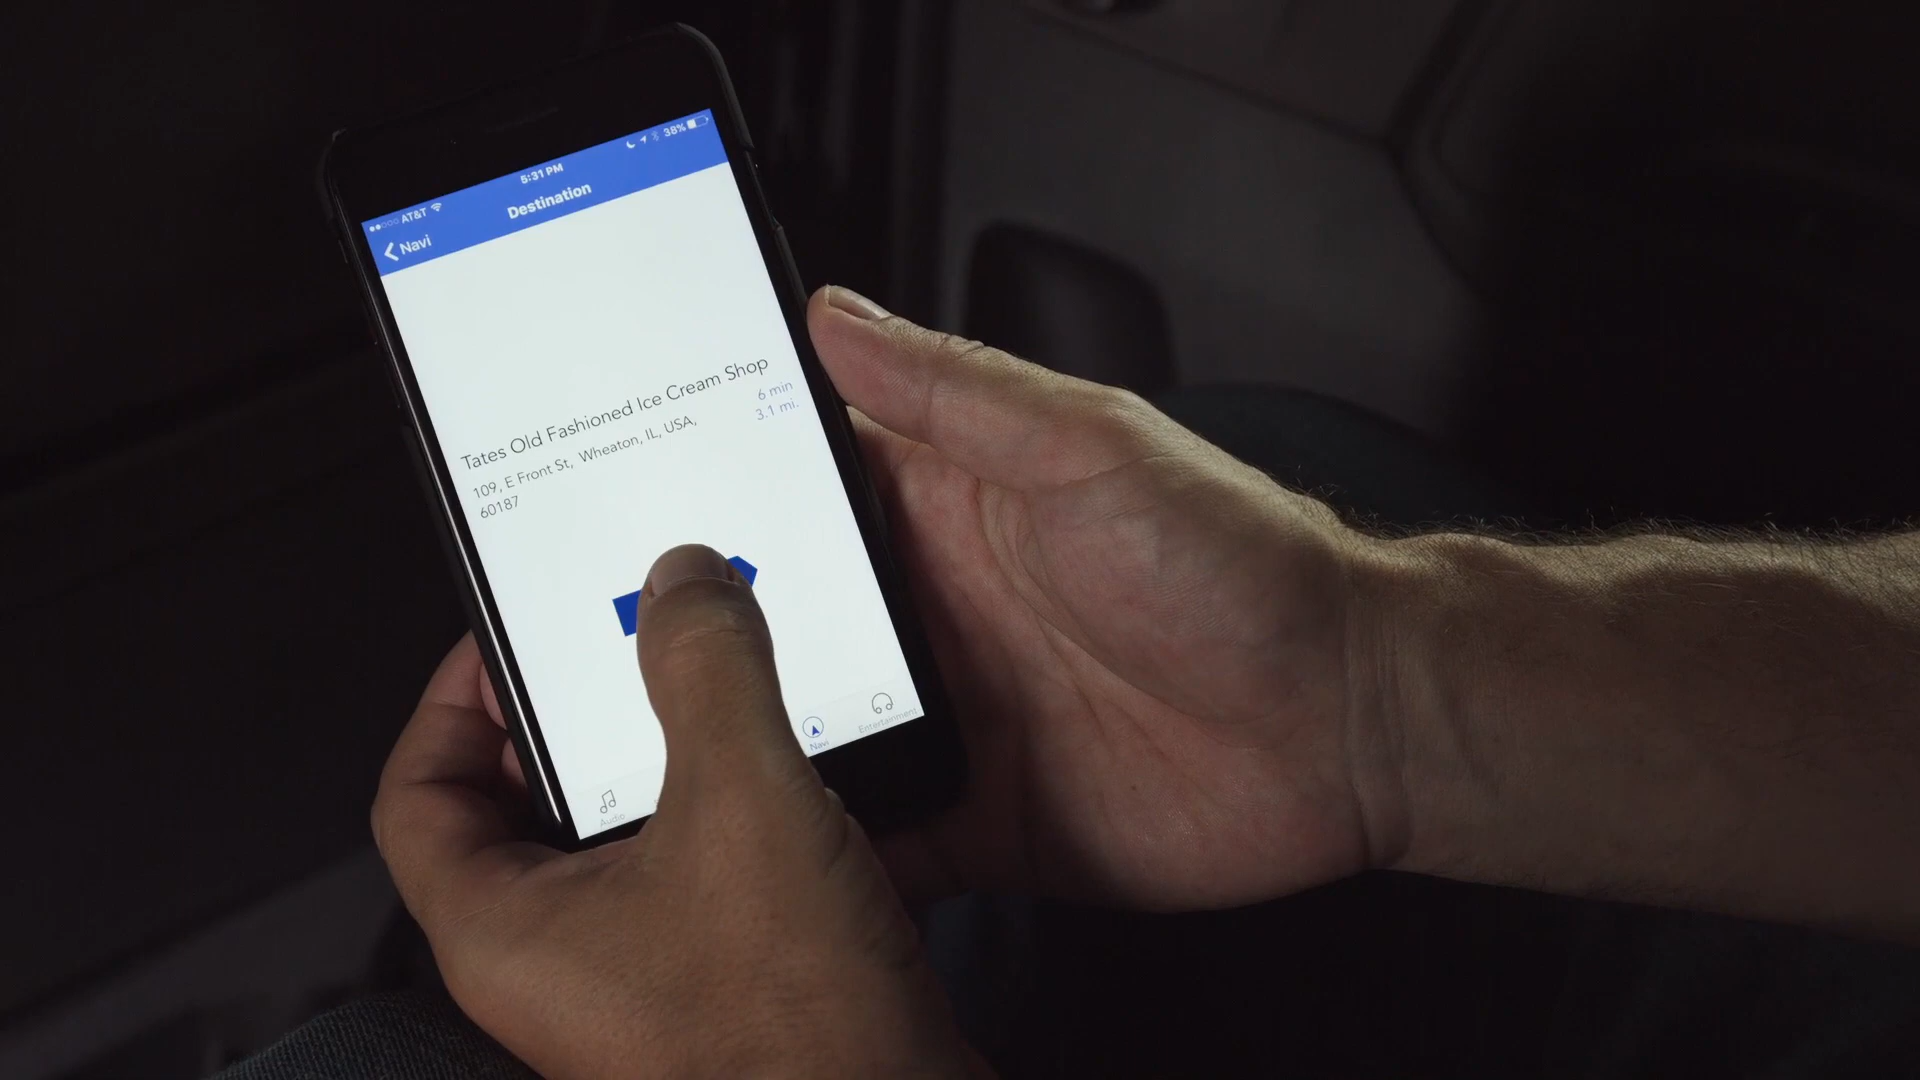 AT&T
5:31 PM
38%
Navi
Destination
Tates Old Fashioned Ice Cream Shop
6 min
3.1 mi.
109, E Front St, Wheaton, IL, USA,
60187
Audio
Navi
Entertainment